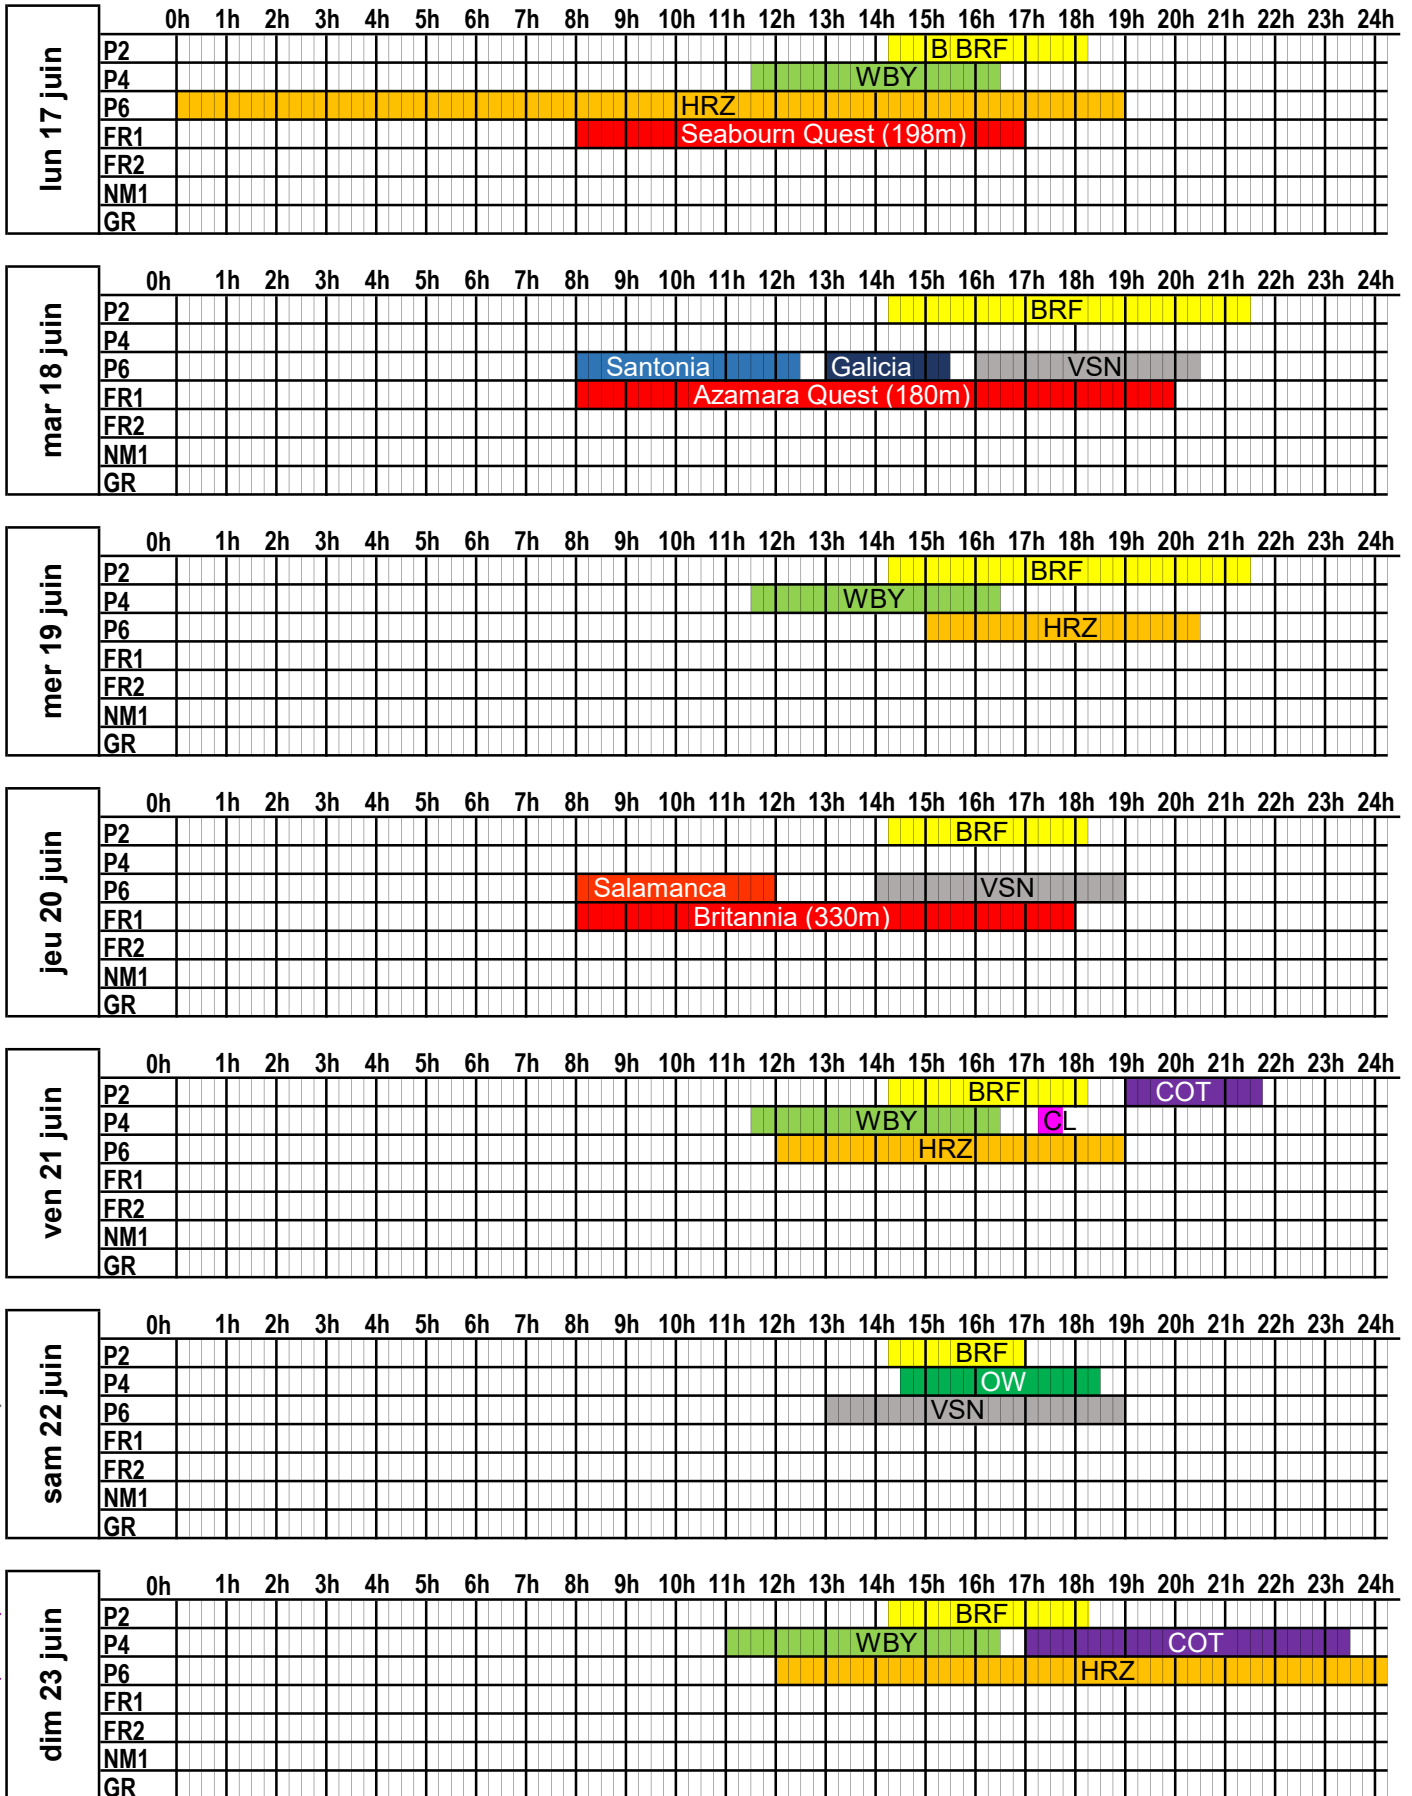 0h 1h 2h 3h 4h 5h 6h 7h 8h 9h 10h 11h 12h 13h 14h 15h 16h 17h 18h 19h 20h 21h 22h 23h 24h
lun 17 juin
P2 B BRF
P4 WBY
P6 HRZ
FR1 Seabourn Quest (198m)
FR2
NM1
GR
0h 1h 2h 3h 4h 5h 6h 7h 8h 9h 10h 11h 12h 13h 14h 15h 16h 17h 18h 19h 20h 21h 22h 23h 24h
mar 18 juin
P2 BRF
P4
P6 Santonia Galicia VSN
FR1 Azamara Quest (180m)
FR2
NM1
GR
0h 1h 2h 3h 4h 5h 6h 7h 8h 9h 10h 11h 12h 13h 14h 15h 16h 17h 18h 19h 20h 21h 22h 23h 24h
mer 19 juin
P2 BRF
P4 WBY
P6 HRZ
FR1
FR2
NM1
GR
0h 1h 2h 3h 4h 5h 6h 7h 8h 9h 10h 11h 12h 13h 14h 15h 16h 17h 18h 19h 20h 21h 22h 23h 24h
jeu 20 juin
P2 BRF
P4
P6 Salamanca VSN
FR1 Britannia (330m)
FR2
NM1
GR
0h 1h 2h 3h 4h 5h 6h 7h 8h 9h 10h 11h 12h 13h 14h 15h 16h 17h 18h 19h 20h 21h 22h 23h 24h
ven 21 juin
P2 BRF COT
P4 WBY CL
P6 HRZ
FR1
FR2
NM1
GR
0h 1h 2h 3h 4h 5h 6h 7h 8h 9h 10h 11h 12h 13h 14h 15h 16h 17h 18h 19h 20h 21h 22h 23h 24h
sam 22 juin
P2 BRF
P4 OW
P6 VSN
FR1
FR2
NM1
GR
0h 1h 2h 3h 4h 5h 6h 7h 8h 9h 10h 11h 12h 13h 14h 15h 16h 17h 18h 19h 20h 21h 22h 23h 24h
dim 23 juin
P2 BRF
P4 WBY COT
P6 HRZ
FR1
FR2
NM1
GR